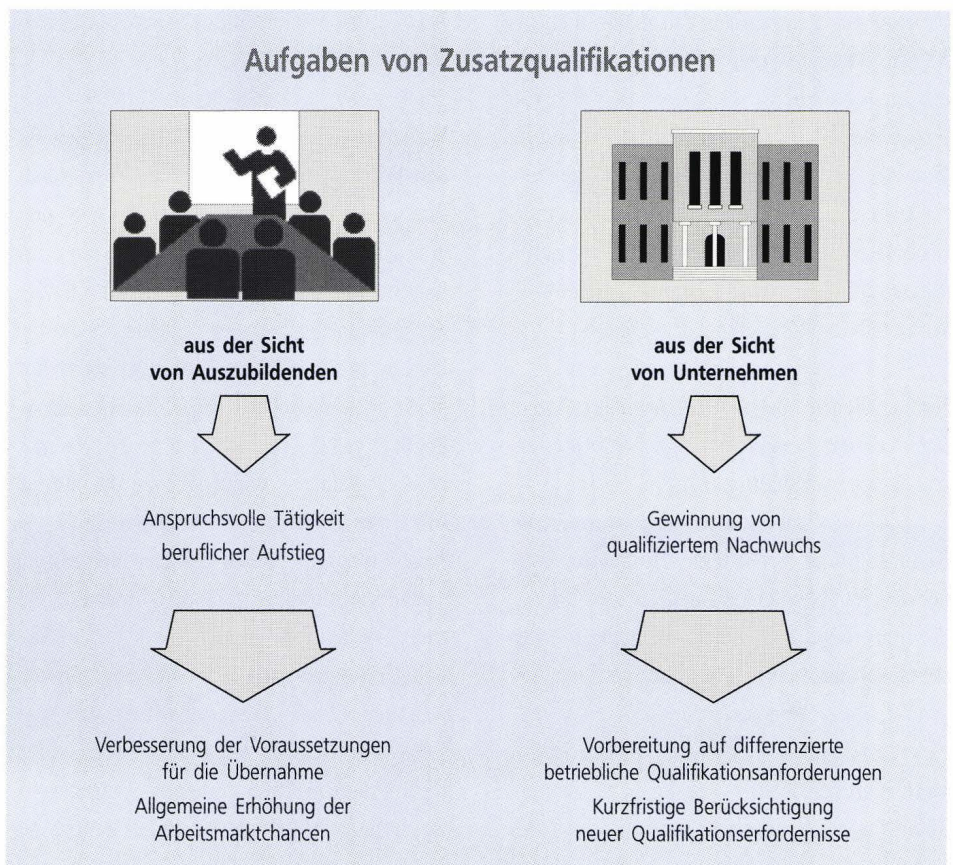 Aufgaben von Zusatzqualifikationen
aus der Sicht
von Auszubildenden
Anspruchsvolle Tätigkeit
beruflicher Aufstieg
Verbesserung der Voraussetzungen
für die Übernahme
Allgemeine Erhöhung der
Arbeitsmarktchancen
aus der Sicht
von Unternehmen
Gewinnung von
qualifiziertem Nachwuchs
Vorbereitung auf differenzierte
betriebliche Qualifikationsanforderungen
Kurzfristige Berücksichtigung
neuer Qualifikationserfordernisse